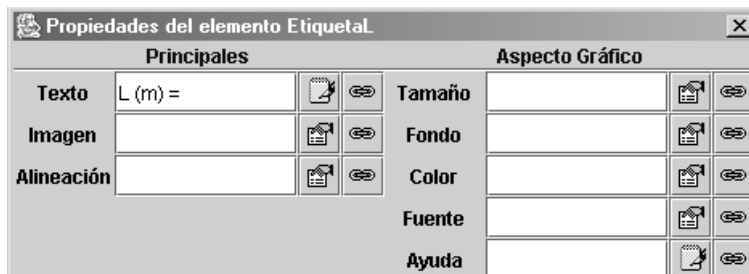 Propiedades del elemento EtiquetaL
Principales
Aspecto Gráfico
Texto L (m) =
Tamaño
Imagen
Fondo
Alineación
Color
Fuente
Ayuda